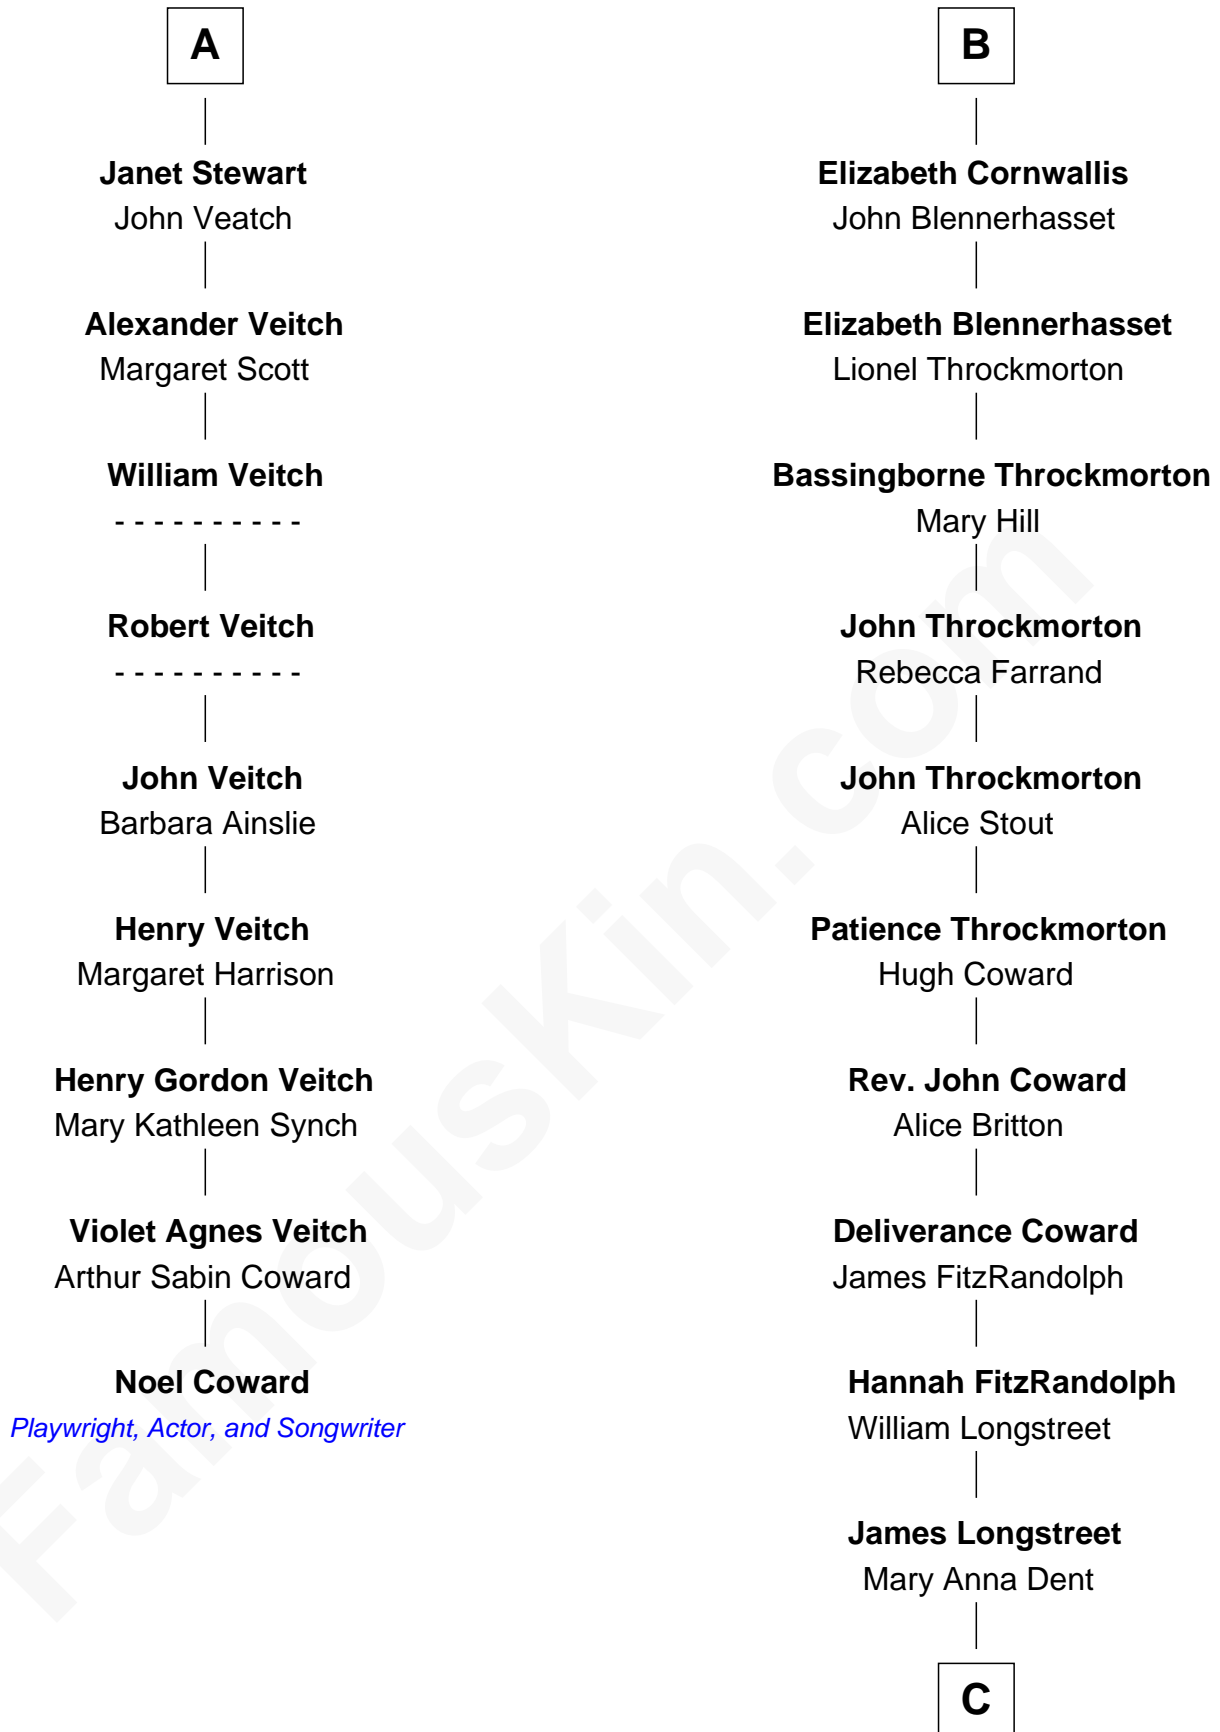 A
Janet Stewart
John Veatch
Alexander Veitch
Margaret Scott
William Veitch
- - - - - - - - - -
Robert Veitch
- - - - - - - - - -
John Veitch
Barbara Ainslie
Henry Veitch
Margaret Harrison
Henry Gordon Veitch
Mary Kathleen Synch
Violet Agnes Veitch
Arthur Sabin Coward
Noel Coward
Playwright, Actor, and Songwriter
B
Elizabeth Cornwallis
John Blennerhasset
Elizabeth Blennerhasset
Lionel Throckmorton
Bassingborne Throckmorton
Mary Hill
John Throckmorton
Rebecca Farrand
John Throckmorton
Alice Stout
Patience Throckmorton
Hugh Coward
Rev. John Coward
Alice Britton
Deliverance Coward
James FitzRandolph
Hannah FitzRandolph
William Longstreet
James Longstreet
Mary Anna Dent
C
FamousKin.com